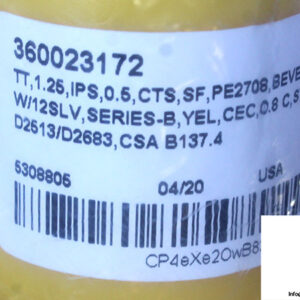 360023172
TT,1.25,IPS,0.5,CTS,SF,PE2708,BEVE
W/12SLV,SERIES-B,YEL,CEC,0.8 C,S
D2513/D2683,CSA B137.4
5308805 04/20 USA
CP4eXe2OwB8